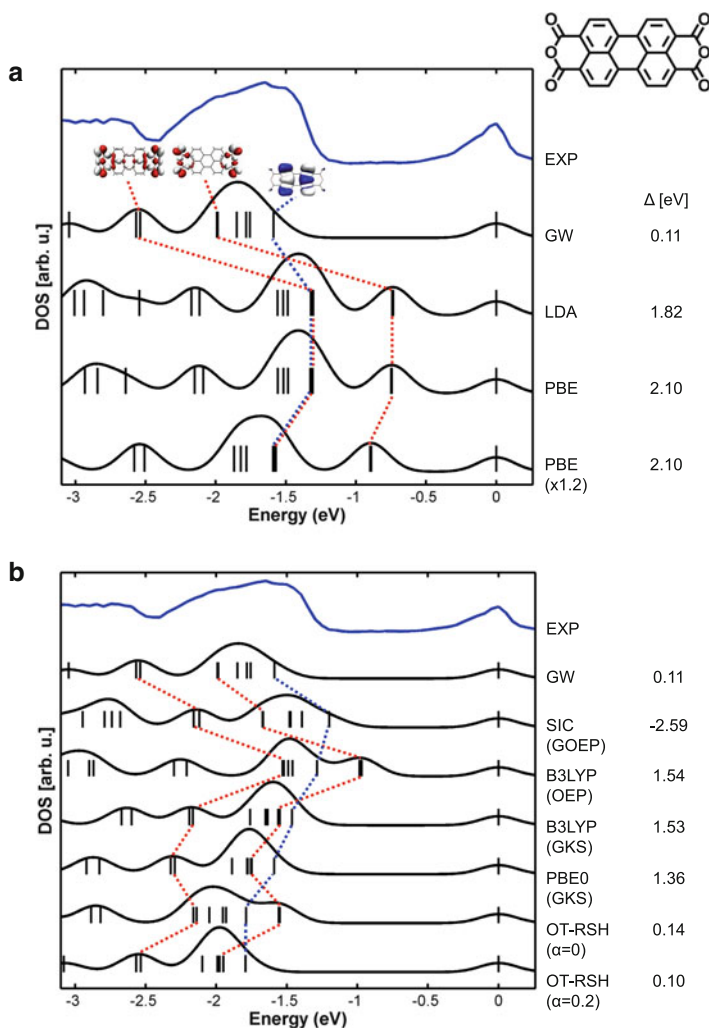 O O
O O
O O
a
EXP
Δ [eV]
GW 0.11
LDA 1.82
PBE 2.10
PBE 2.10
(x1.2)
DOS [arb. u.]
-3 -2.5 -2 -1.5 -1 -0.5 0
Energy (eV)
b
EXP
GW 0.11
SIC -2.59
(GOEP)
B3LYP 1.54
(OEP)
B3LYP 1.53
(GKS)
PBE0 1.36
(GKS)
OT-RSH 0.14
(α=0)
OT-RSH 0.10
(α=0.2)
DOS [arb. u.]
-3 -2.5 -2 -1.5 -1 -0.5 0
Energy (eV)